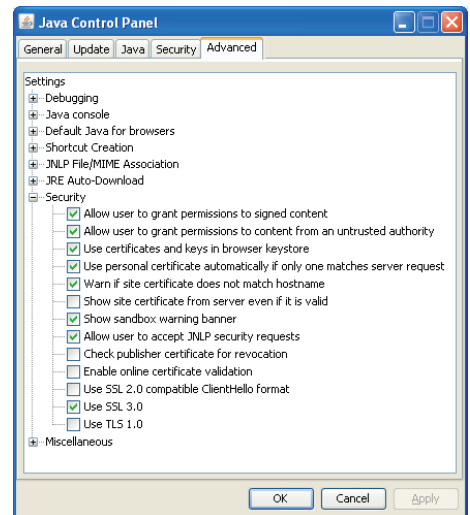 Java Control Panel
General Update Java Security Advanced
Settings
Debugging
Java console
Default Java for browsers
Shortcut Creation
JNLP File/MIME Association
JRE Auto-Download
Security
Allow user to grant permissions to signed content
Allow user to grant permissions to content from an untrusted authority
Use certificates and keys in browser keystore
Use personal certificate automatically if only one matches server request
Warn if site certificate does not match hostname
Show site certificate from server even if it is valid
Show sandbox warning banner
Allow user to accept JNLP security requests
Check publisher certificate for revocation
Enable online certificate validation
Use SSL 2.0 compatible ClientHello format
Use SSL 3.0
Use TLS 1.0
Miscellaneous
OK Cancel Apply